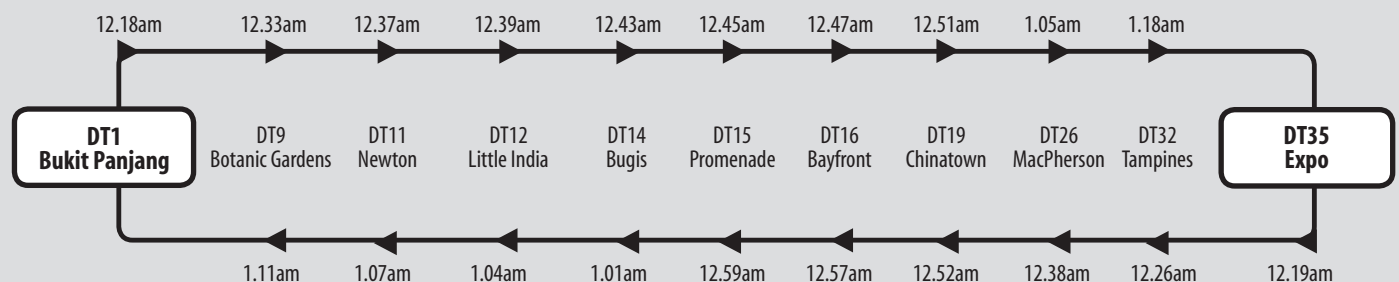 12.18am 12.33am 12.37am 12.39am 12.43am 12.45am 12.47am 12.51am 1.05am 1.18am
DT1 DT9 DT11 DT12 DT14 DT15 DT16 DT19 DT26 DT32 DT35
Bukit Panjang Botanic Gardens Newton Little India Bugis Promenade Bayfront Chinatown MacPherson Tampines Expo
1.11am 1.07am 1.04am 1.01am 12.59am 12.57am 12.52am 12.38am 12.26am 12.19am